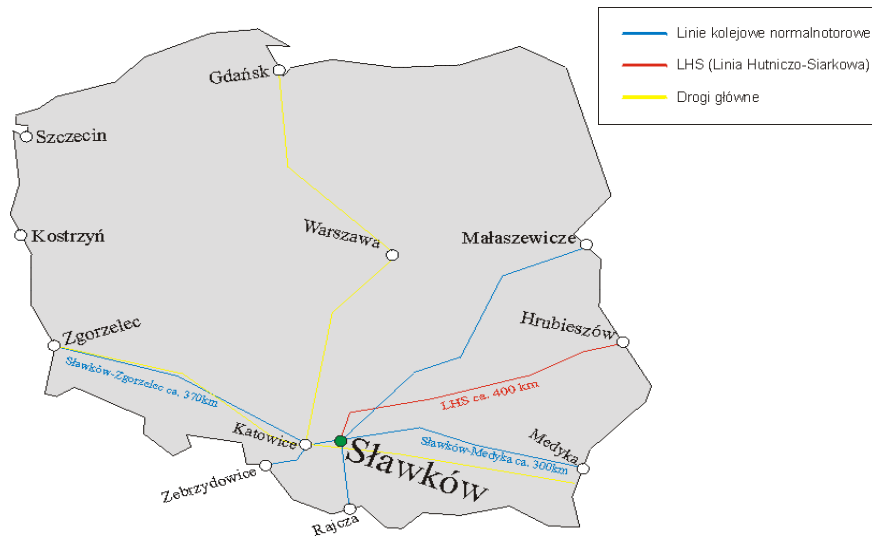 Linie kolejowe normalnotorowe
LHS (Linia Hutniczo-Siarkowa)
Drogi główne
Gdańsk
Szczecin
Kostrzyń
Warszawa
Małaszewicze
Hrubieszów
Zgorzelec
Sławków-Zgorzelec ca. 370km
LHS ca. 400 km
Katowice
Sławków-Medyka ca. 300km
Medyka
Sławków
Zebrzydowice
Rajcza